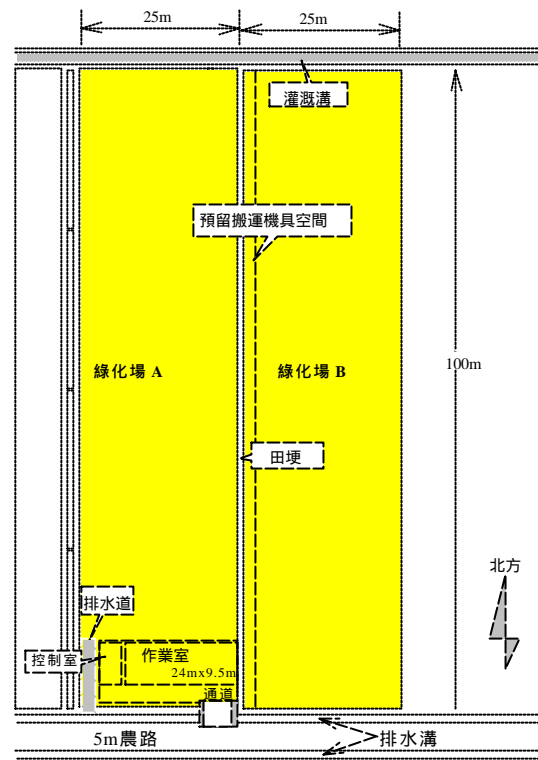 25m
25m
灌溉溝
預留搬運機具空間
綠化場 A
綠化場 B
100m
田埂
北方
排水道
控制室
作業室
24mx9.5m
通道
5m農路
排水溝